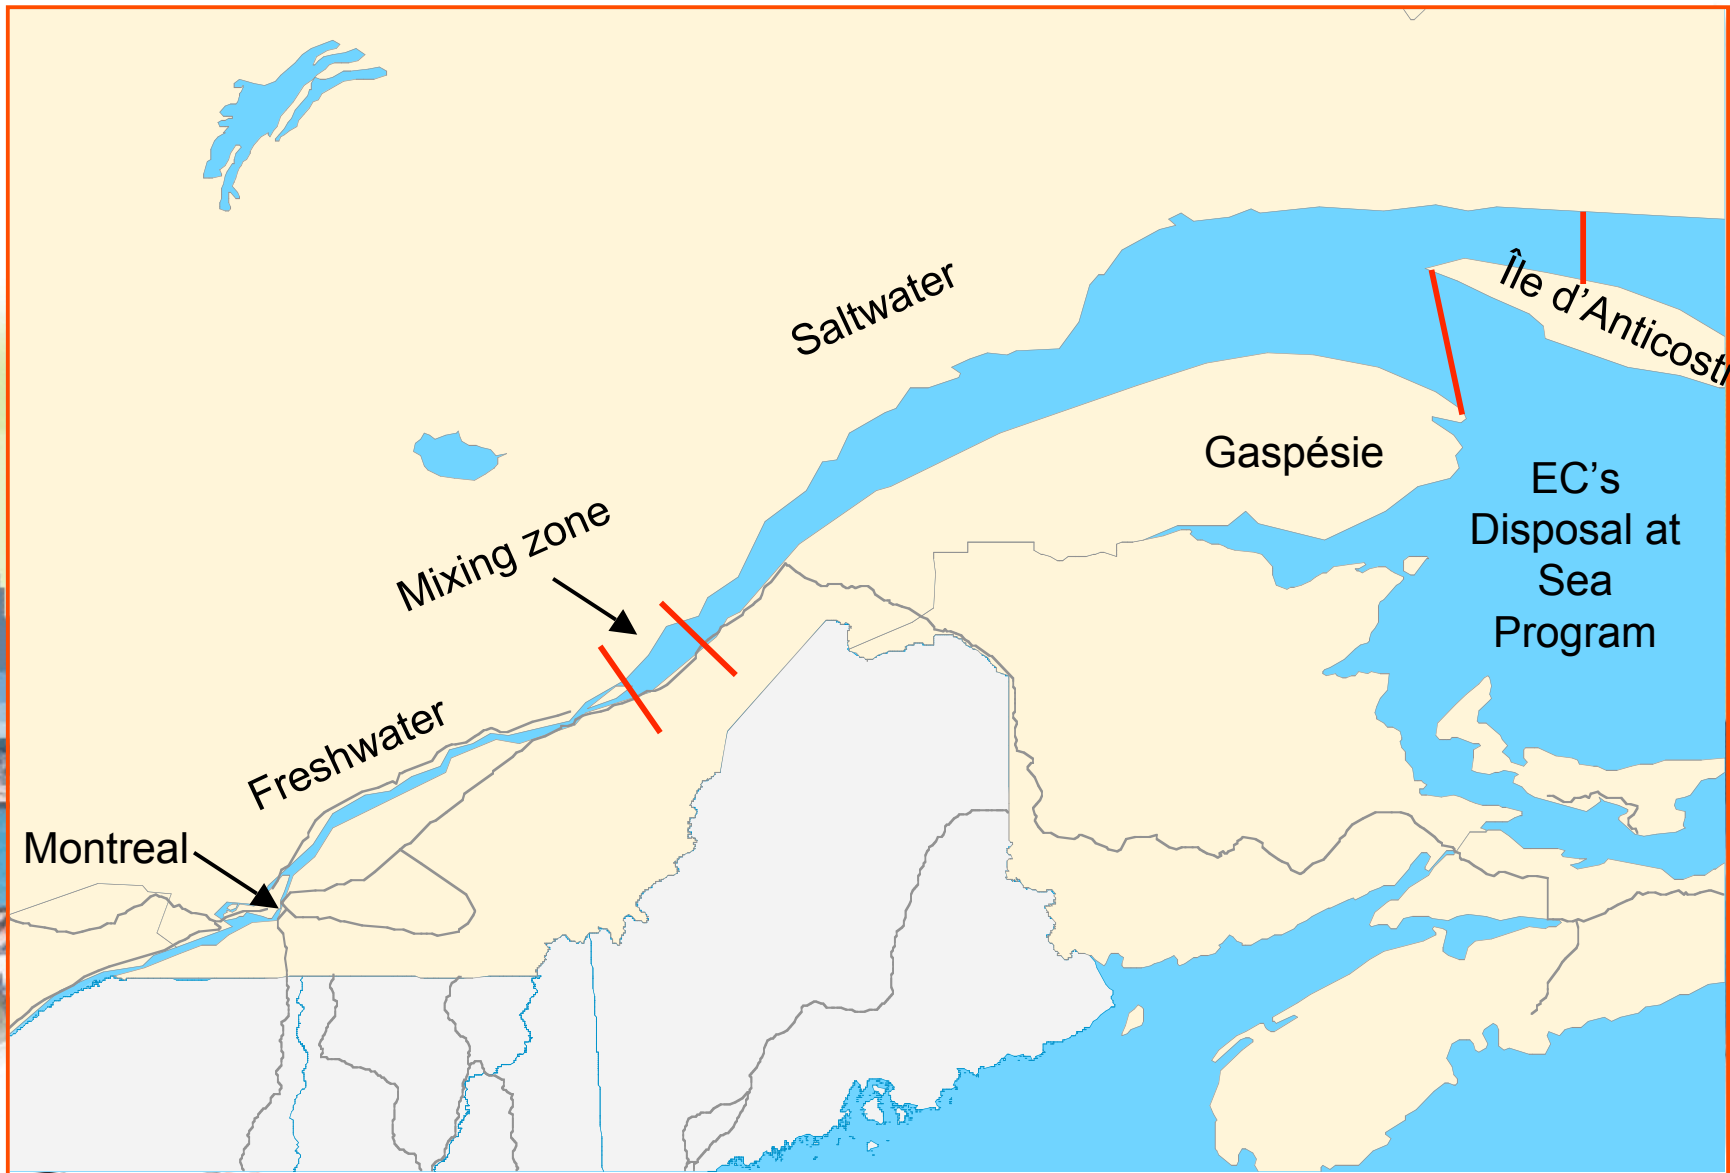 Île d’Anticosti
Saltwater
Gaspésie
EC’s
Disposal at
Sea
Program
Mixing zone
Freshwater
Montreal